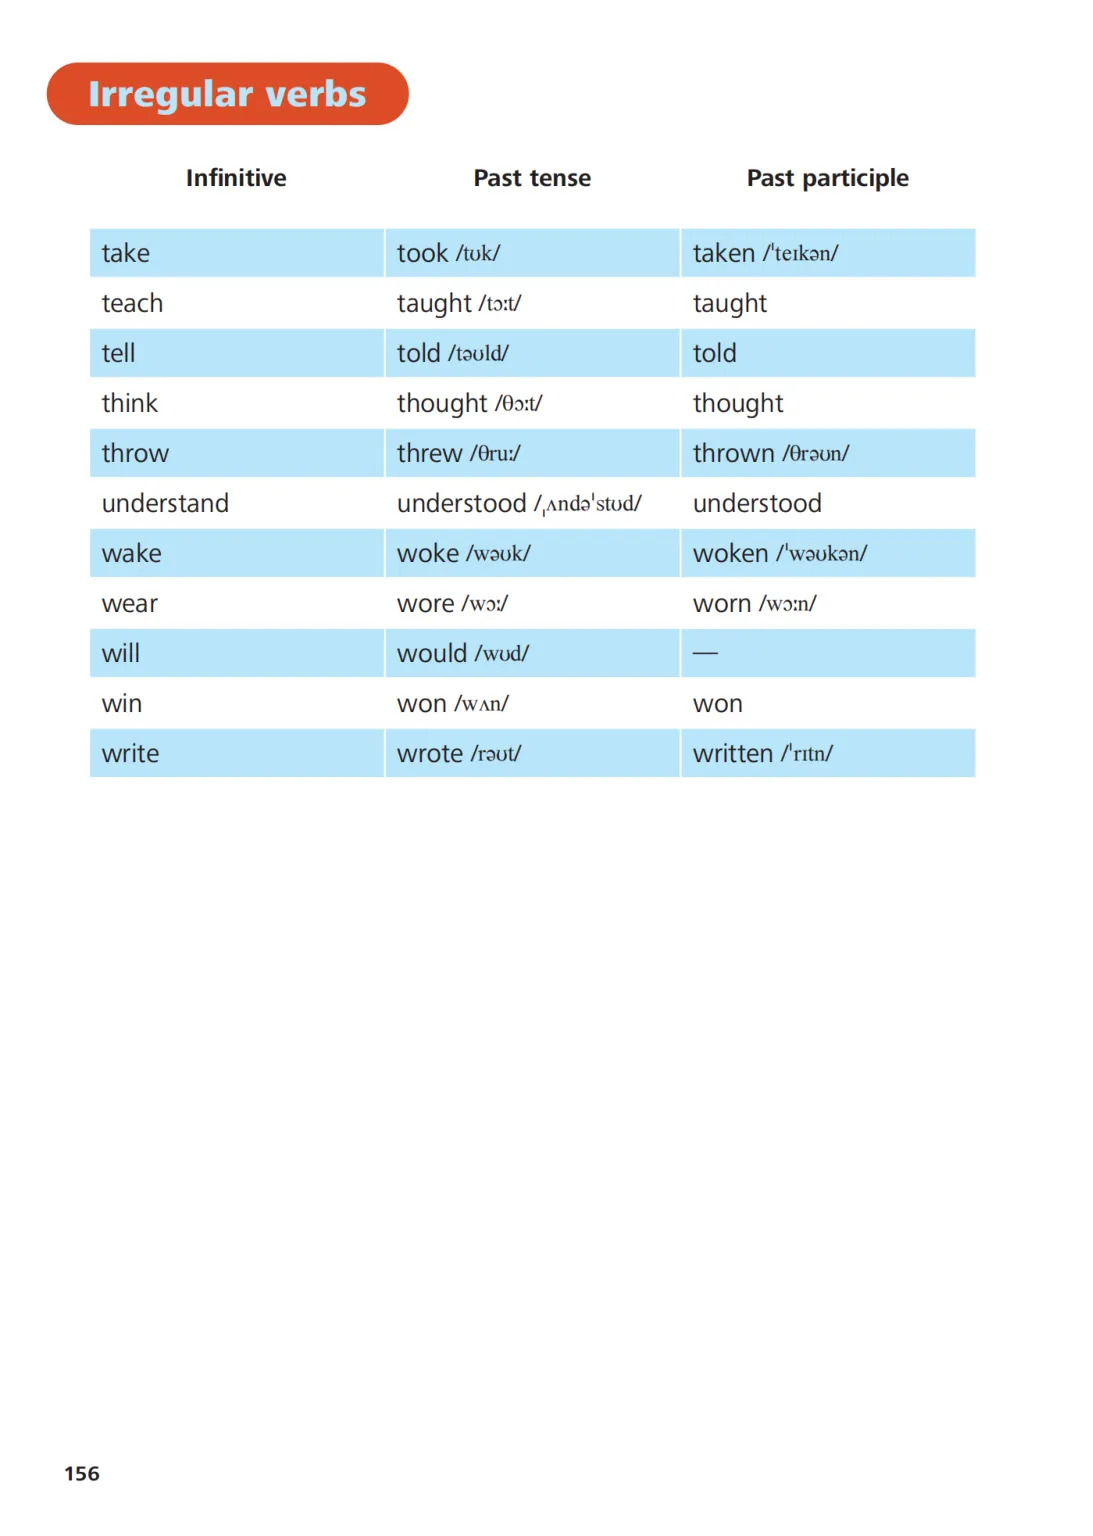 Irregular verbs
Infinitive Past tense Past participle
take took /tʊk/ taken /ˈteɪkən/
teach taught /tɔːt/ taught
tell told /təʊld/ told
think thought /θɔːt/ thought
throw threw /θruː/ thrown /θrəʊn/
understand understood /ˌʌndəˈstʊd/ understood
wake woke /wəʊk/ woken /ˈwəʊkən/
wear wore /wɔː/ worn /wɔːn/
will would /wʊd/ —
win won /wʌn/ won
write wrote /rəʊt/ written /ˈrɪtn/
156